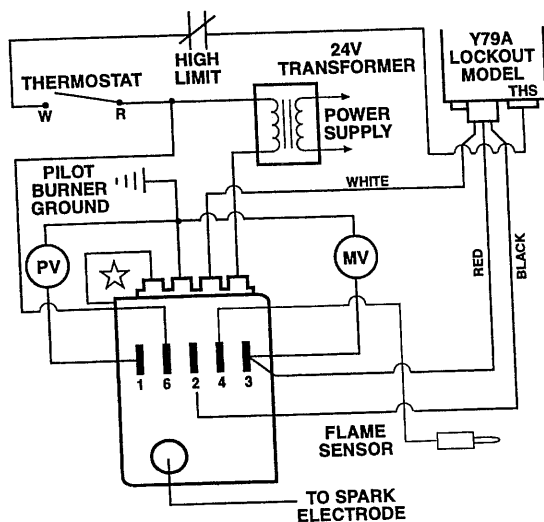 HIGH
LIMIT
24V
TRANSFORMER
Y79A
LOCKOUT
MODEL
THS
THERMOSTAT
W
R
POWER
SUPPLY
PILOT
BURNER
GROUND
WHITE
PV
MV
RED
BLACK
1 6 2 4 3
FLAME
SENSOR
TO SPARK
ELECTRODE